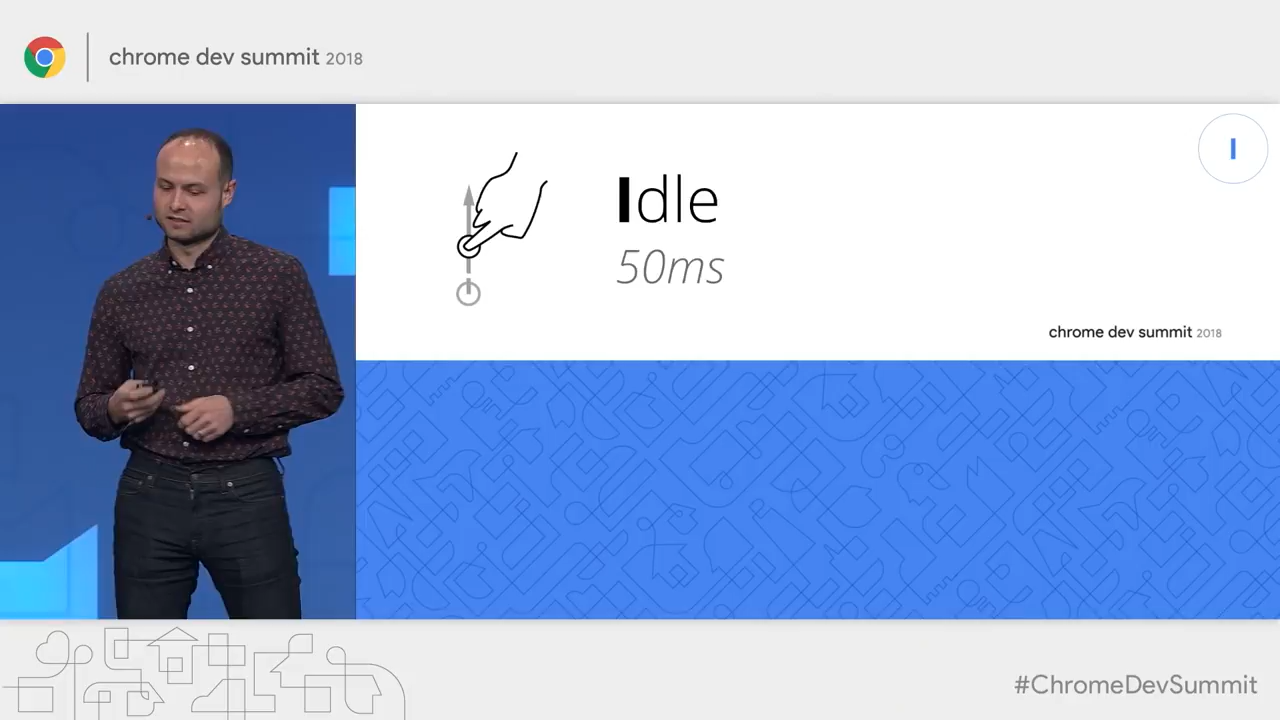 chrome dev summit 2018
I
Idle
50ms
chrome dev summit 2018
#ChromeDevSummit